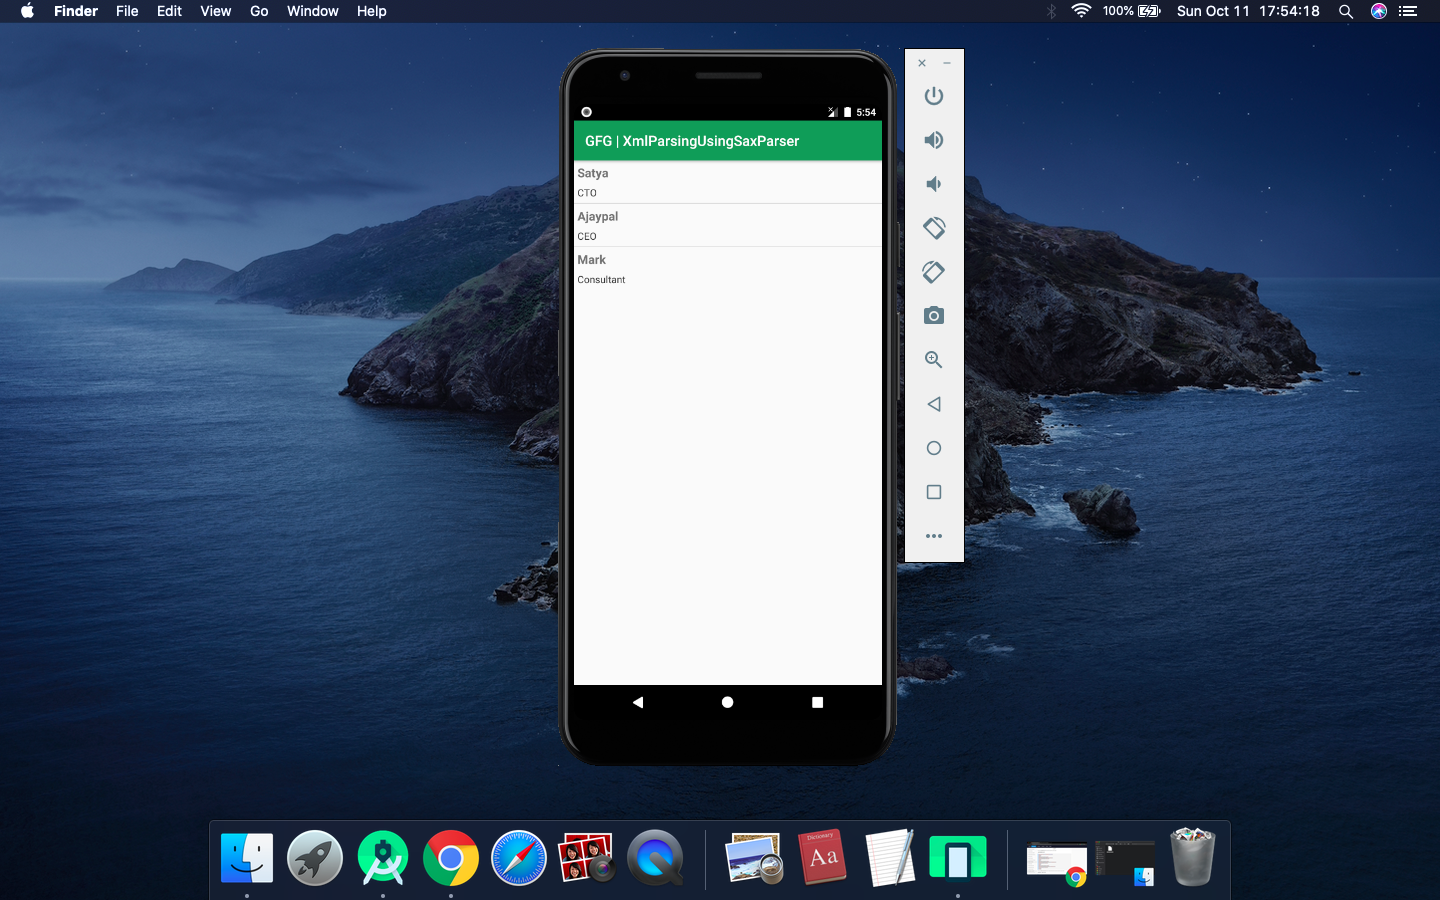 Finder File Edit View Go Window Help 100% Sun Oct 11 17:54:18
5:54
GFG | XmlParsingUsingSaxParser
Satya
CTO
Ajaypal
CEO
Mark
Consultant
Dictionary
Aa